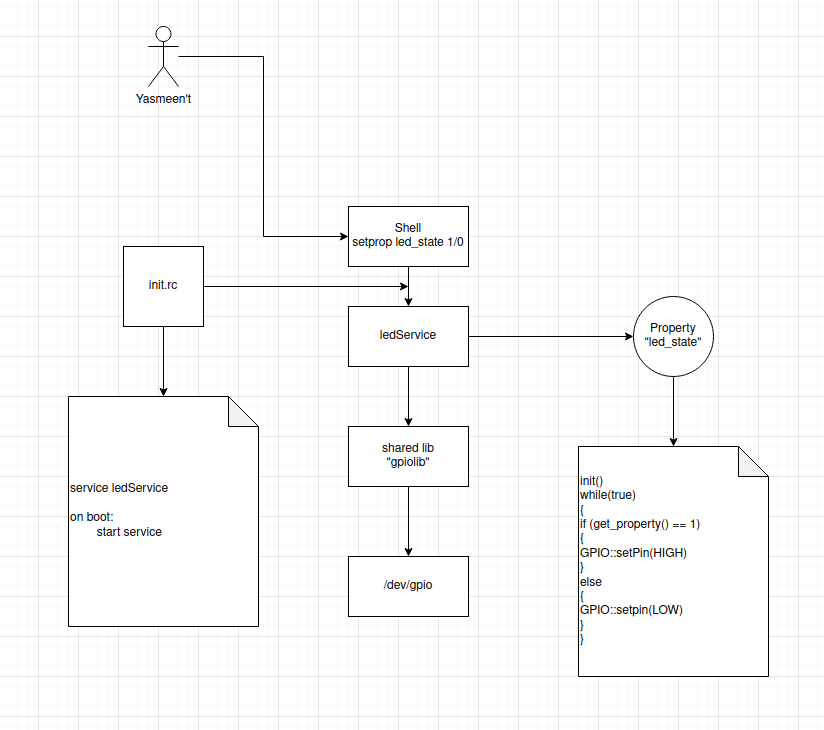 Yasmeen't
Shell
setprop led_state 1/0
init.rc
ledService
Property
"led_state"
shared lib
"gpiolib"
service ledService
on boot:
start service
/dev/gpio
init()
while(true)
{
if (get_property() == 1)
{
GPIO::setPin(HIGH)
}
else
{
GPIO::setpin(LOW)
}
}